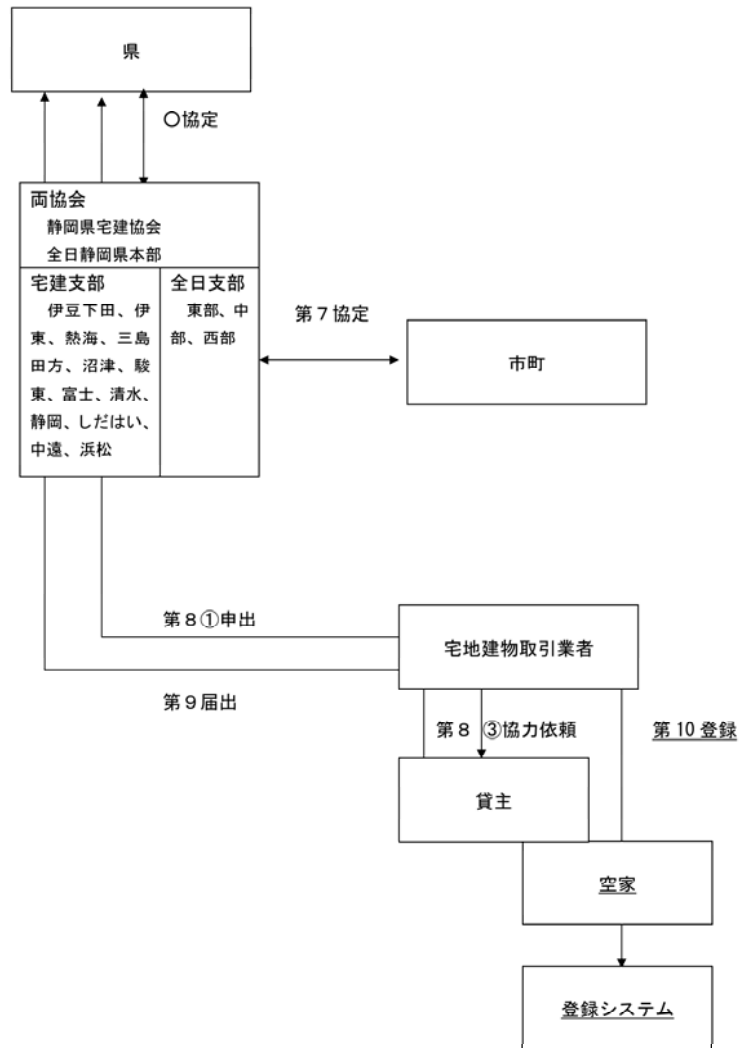 県
〇協定
両協会
静岡県宅建協会
全日静岡県本部
宅建支部
伊豆下田、伊
東、熱海、三島
田方、沼津、駿
東、富士、清水、
静岡、しだはい、
中遠、浜松
全日支部
東部、中
部、西部
第７協定
市町
第８①申出
宅地建物取引業者
第９届出
第８ ③協力依頼
第 10 登録
貸主
空家
登録システム